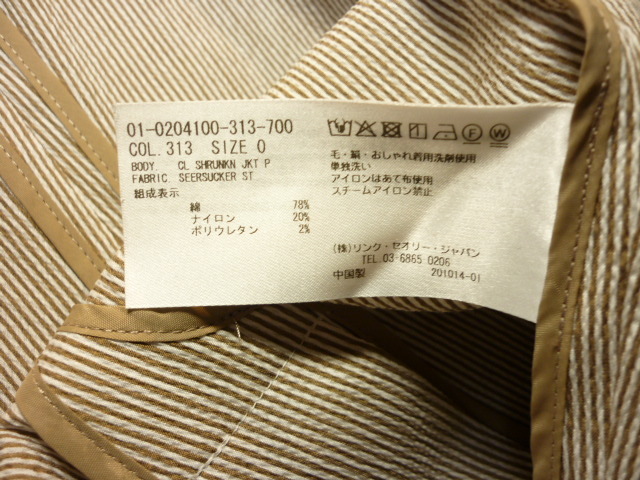 01-0204100-313-700
COL. 313 SIZE 0
BODY. CL SHRUNKN JKT P
FABRIC. SEERSUCKER ST
組成表示
綿 78%
ナイロン 20%
ポリウレタン 2%
F W
毛・絹・おしゃれ着用洗剤使用
単独洗い
アイロンはあて布使用
スチームアイロン禁止
(株)リンク・セオリー・ジャパン
TEL.03-6865 0206
中国製 201014-01